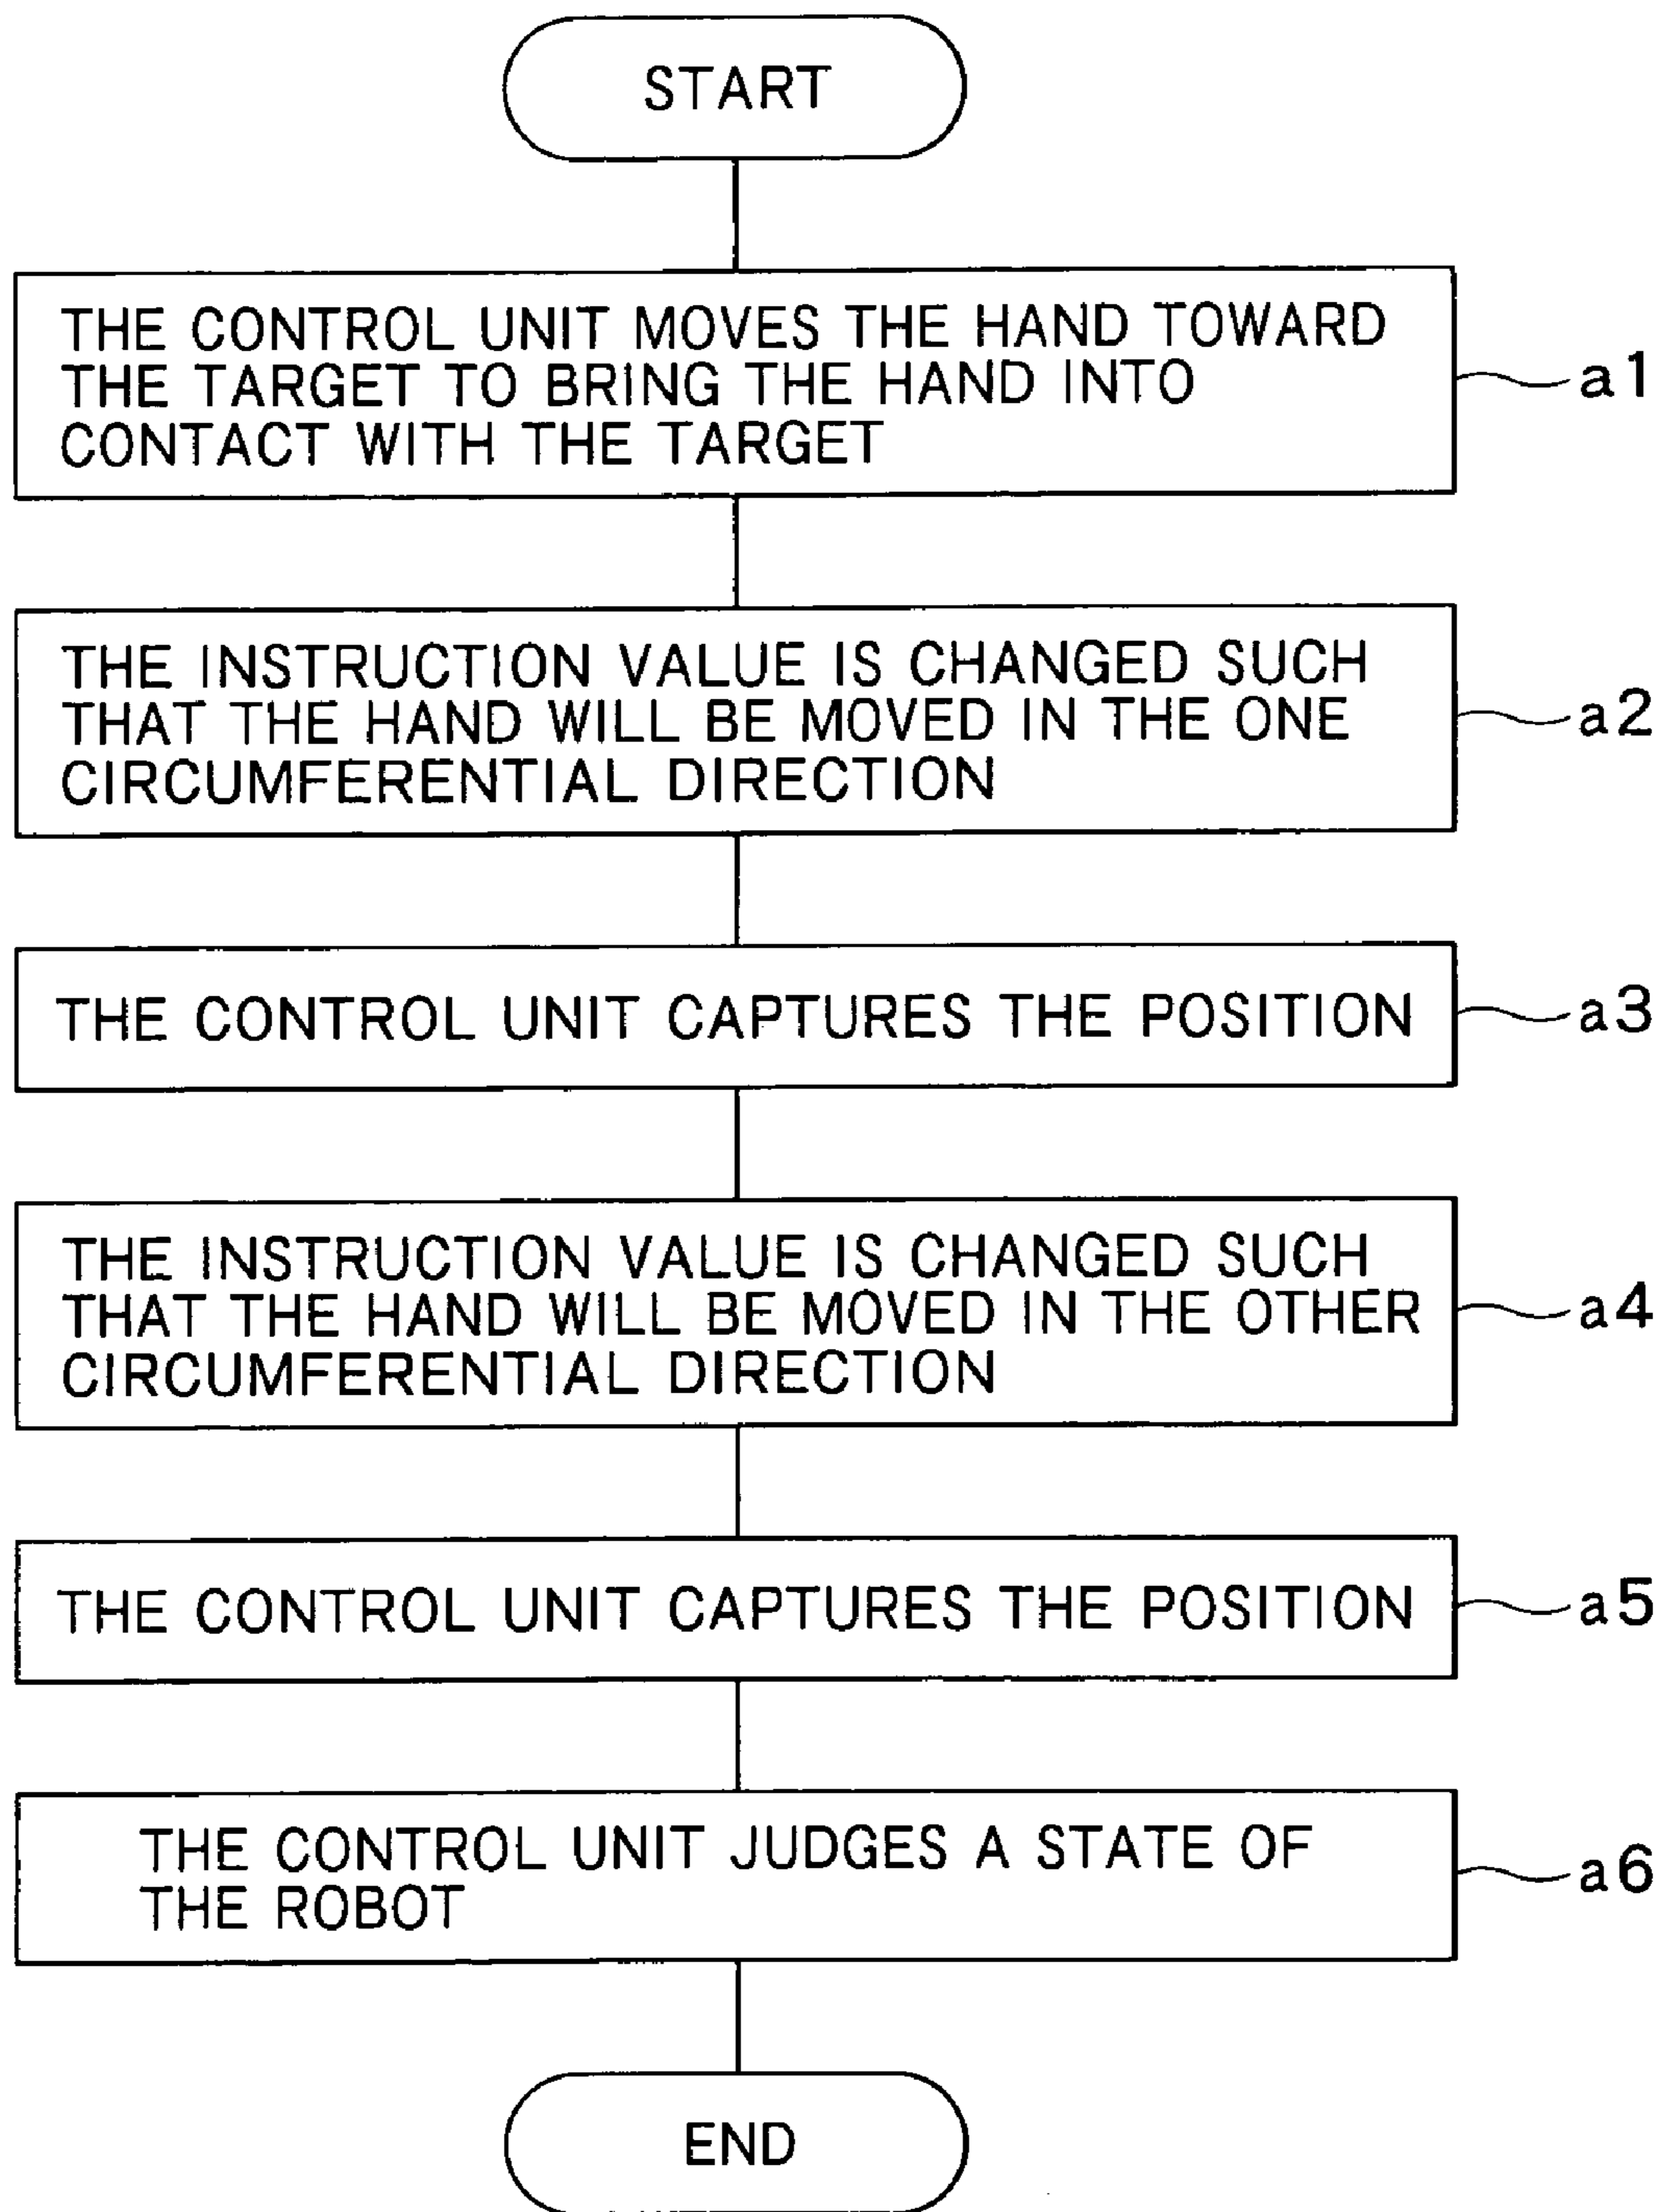 START
THE CONTROL UNIT MOVES THE HAND TOWARD
THE TARGET TO BRING THE HAND INTO
CONTACT WITH THE TARGET
a1
THE INSTRUCTION VALUE IS CHANGED SUCH
THAT THE HAND WILL BE MOVED IN THE ONE
CIRCUMFERENTIAL DIRECTION
a2
THE CONTROL UNIT CAPTURES THE POSITION
a3
THE INSTRUCTION VALUE IS CHANGED SUCH
THAT THE HAND WILL BE MOVED IN THE OTHER
CIRCUMFERENTIAL DIRECTION
a4
THE CONTROL UNIT CAPTURES THE POSITION
a5
THE CONTROL UNIT JUDGES A STATE OF
THE ROBOT
a6
END